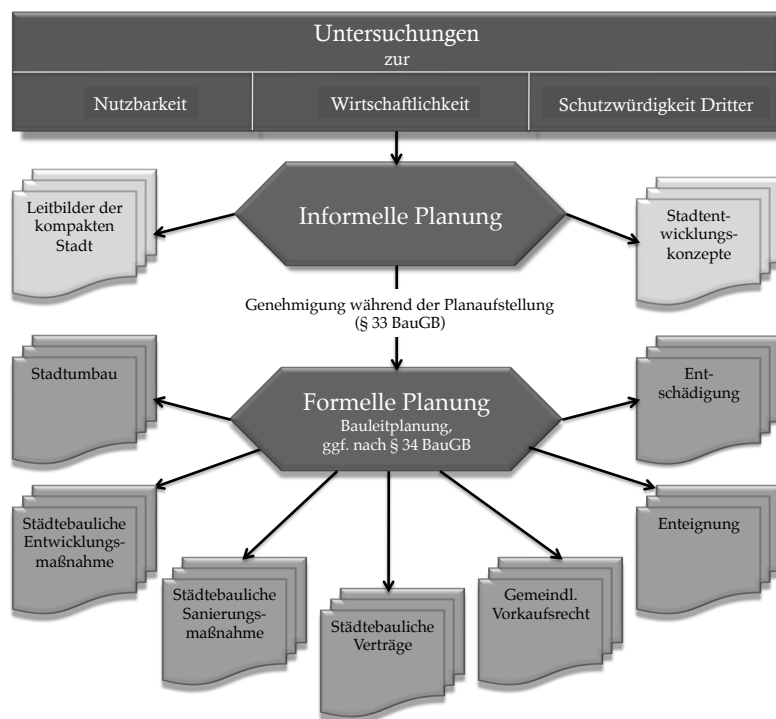 Untersuchungen
zur
Nutzbarkeit
Wirtschaftlichkeit
Schutzwürdigkeit Dritter
Informelle Planung
Leitbilder der
kompakten
Stadt
Stadtent-
wicklungs-
konzepte
Genehmigung während der Planaufstellung
(§ 33 BauGB)
Formelle Planung
Bauleitplanung,
ggf. nach § 34 BauGB
Stadtumbau
Ent-
schädigung
Städtebauliche
Entwicklungs-
maßnahme
Enteignung
Städtebauliche
Sanierungs-
maßnahme
Städtebauliche
Verträge
Gemeindl.
Vorkaufsrecht